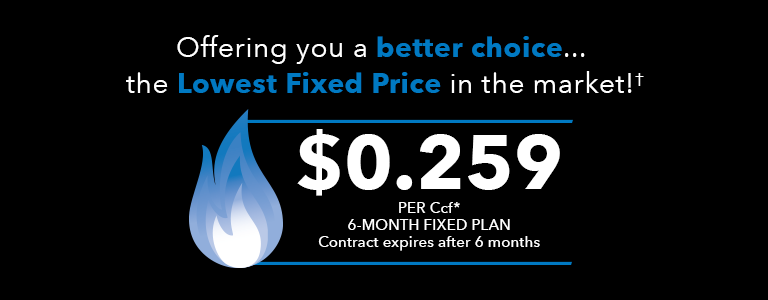 Offering you a better choice...
the Lowest Fixed Price in the market!†
$0.259
PER Ccf*
6-MONTH FIXED PLAN
Contract expires after 6 months